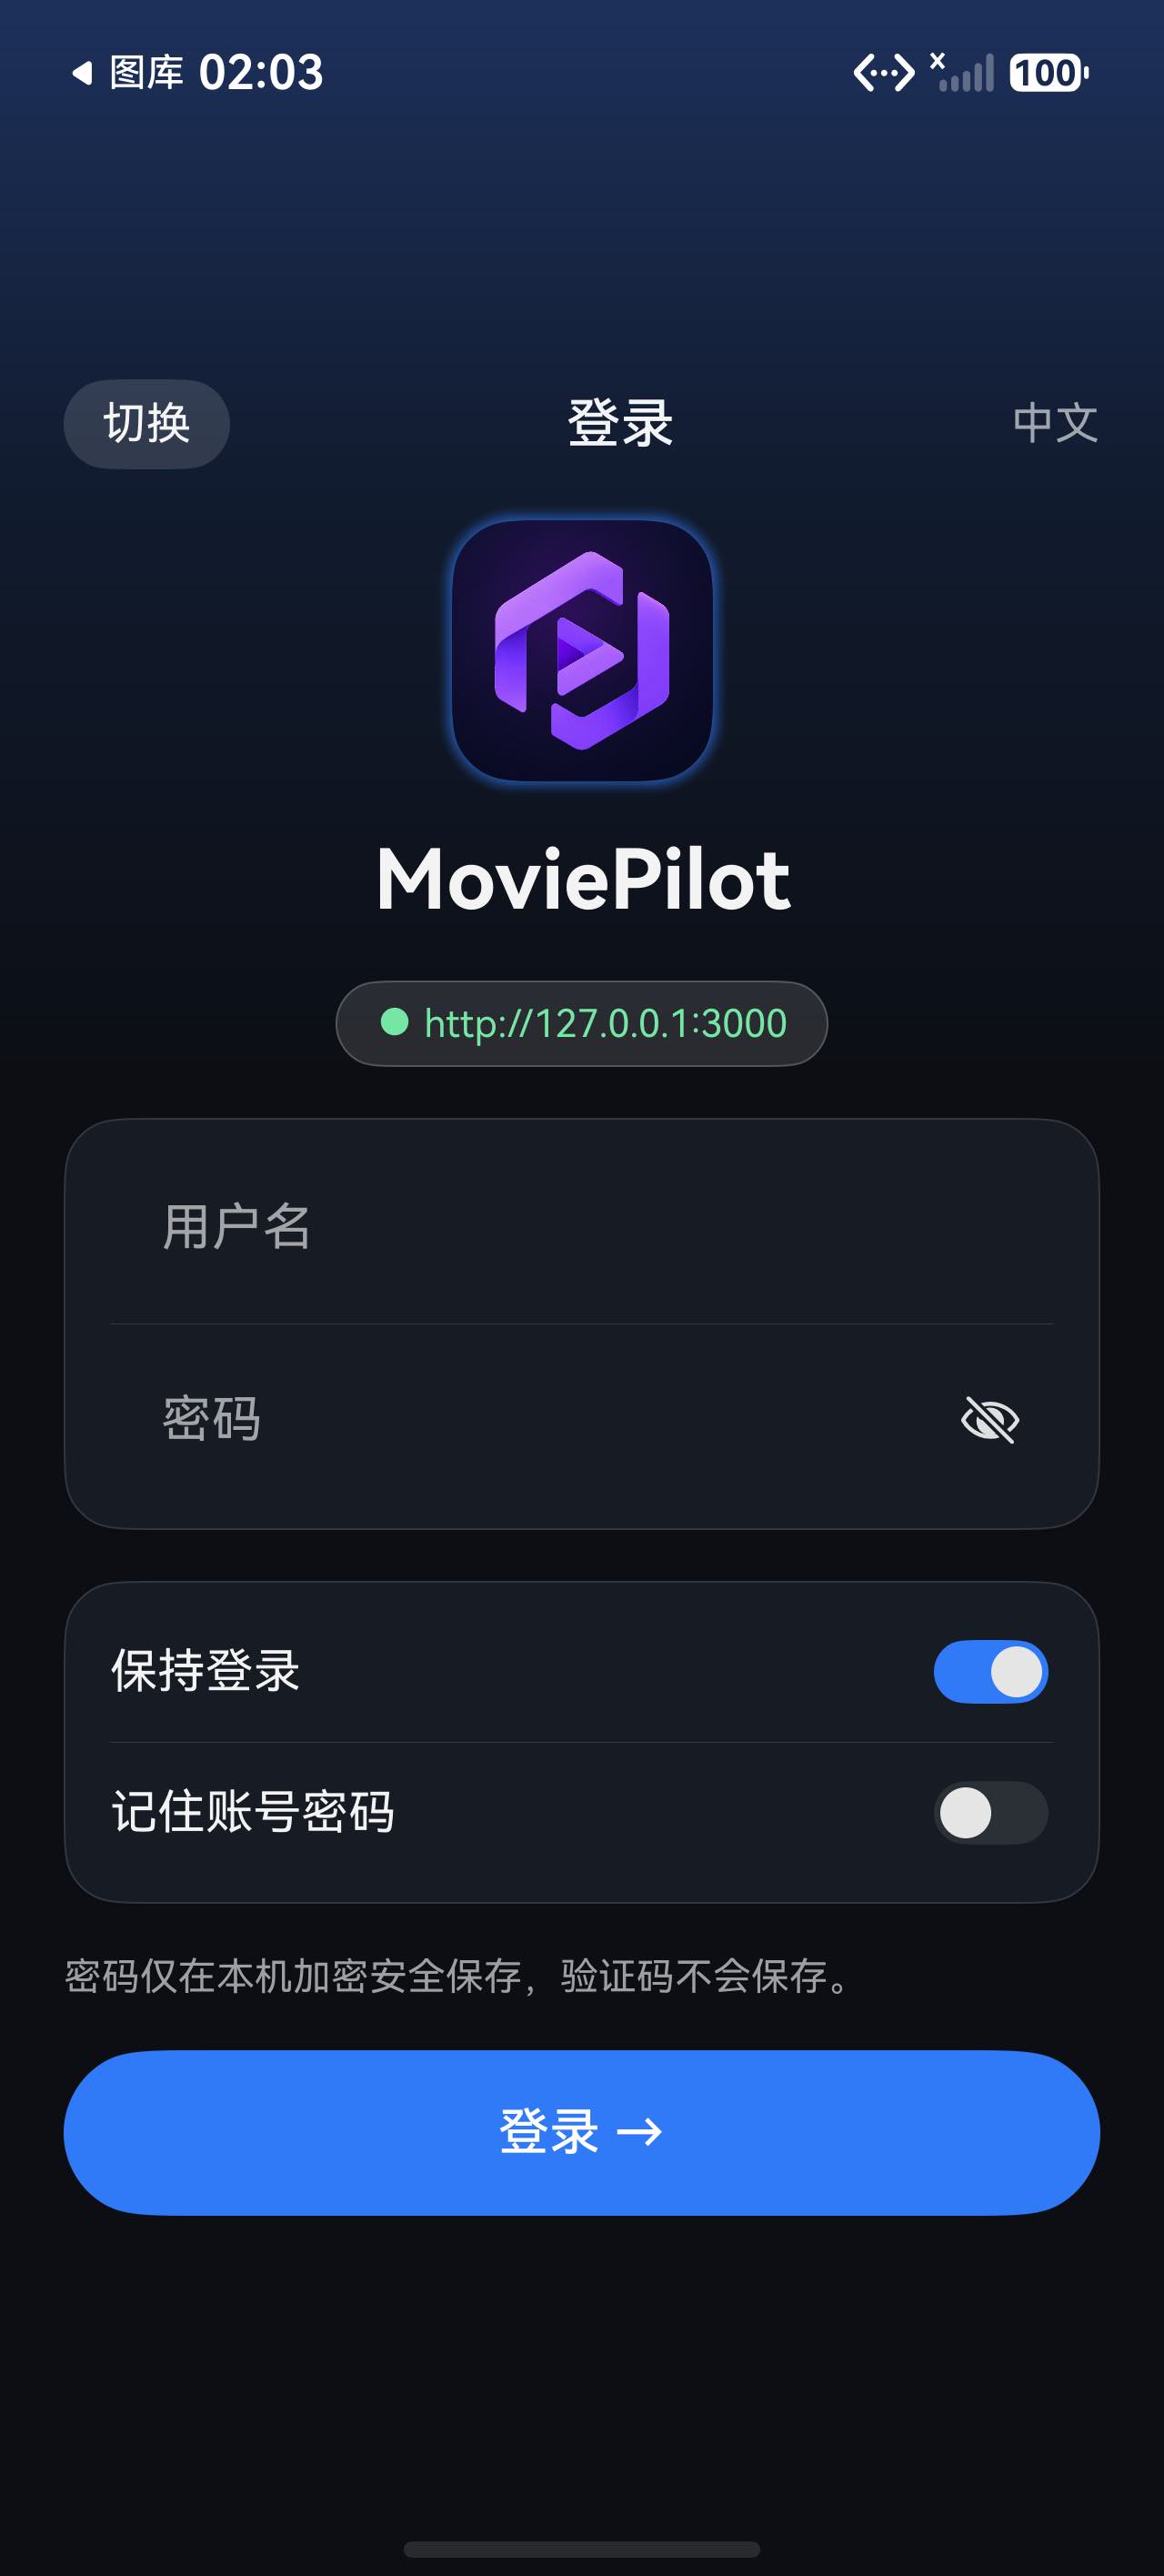 图库 02:03
100
切换
登录
中文
MoviePilot
http://127.0.0.1:3000
用户名
密码
保持登录
记住账号密码
密码仅在本机加密安全保存，验证码不会保存。
登录 →